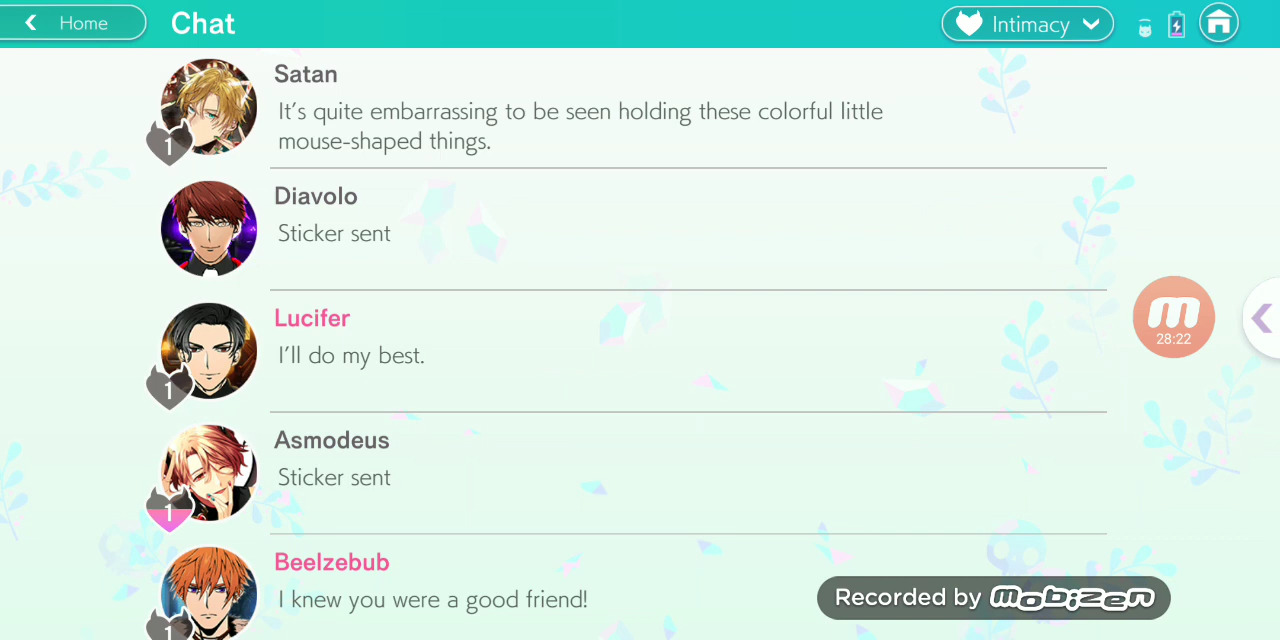 Home
Chat
Intimacy
Satan
It's quite embarrassing to be seen holding these colorful little
mouse-shaped things.
1
Diavolo
Sticker sent
Lucifer
I'll do my best.
1
m
28:22
Asmodeus
Sticker sent
1
Beelzebub
I knew you were a good friend!
1
Recorded by mobizen